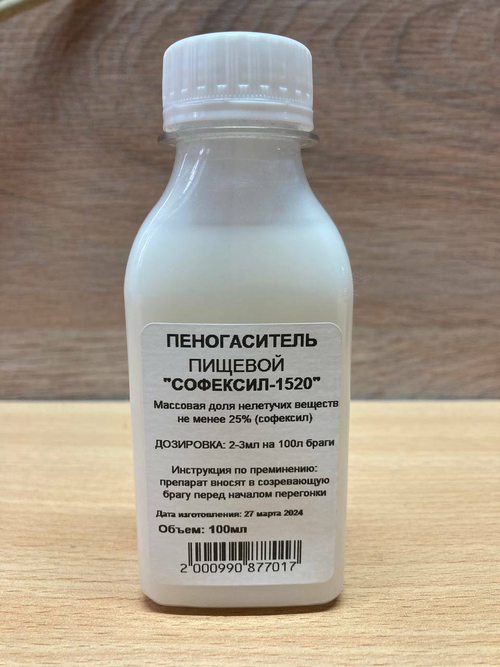 ПЕНОГАСИТЕЛЬ
ПИЩЕВОЙ
"СОФЕКСИЛ-1520"
Массовая доля нелетучих веществ
не менее 25% (софексил)
ДОЗИРОВКА: 2-3мл на 100л браги
Инструкция по преминению:
препарат вносят в созревающую
брагу перед началом перегонки
Дата изготовления: 27 марта 2024
Объем: 100мл
2 000990 877017